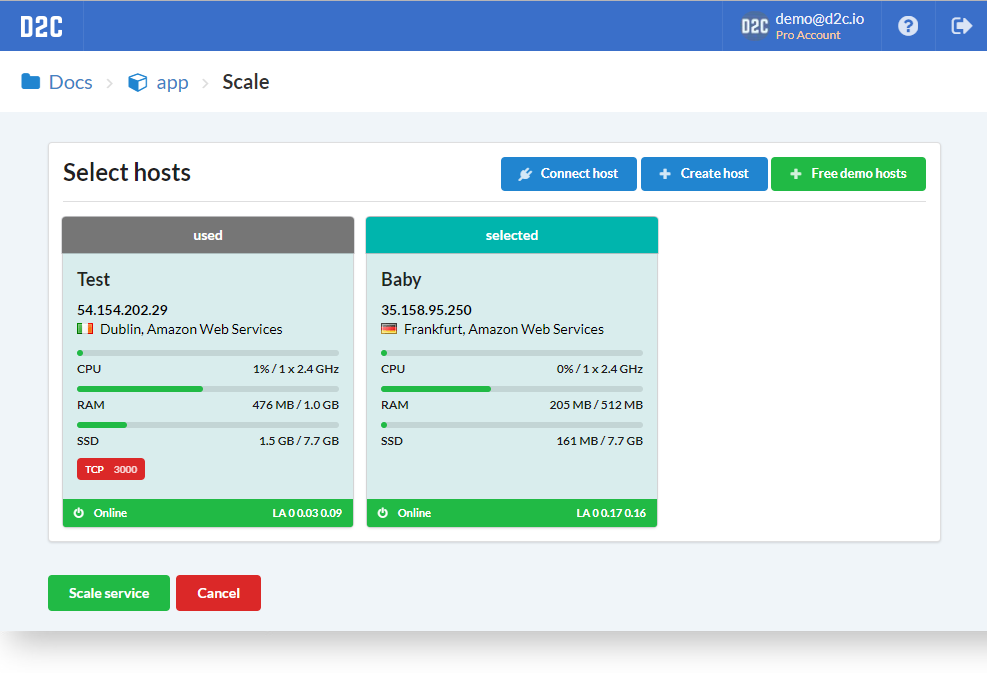 D2C
D2C demo@d2c.io
Pro Account
?
Docs > app > Scale
Select hosts
Connect host
Create host
Free demo hosts
used
Test
54.154.202.29
Dublin, Amazon Web Services
CPU 1% / 1 x 2.4 GHz
RAM 476 MB / 1.0 GB
SSD 1.5 GB / 7.7 GB
TCP 3000
Online LA 0 0.03 0.09
selected
Baby
35.158.95.250
Frankfurt, Amazon Web Services
CPU 0% / 1 x 2.4 GHz
RAM 205 MB / 512 MB
SSD 161 MB / 7.7 GB
Online LA 0 0.17 0.16
Scale service
Cancel